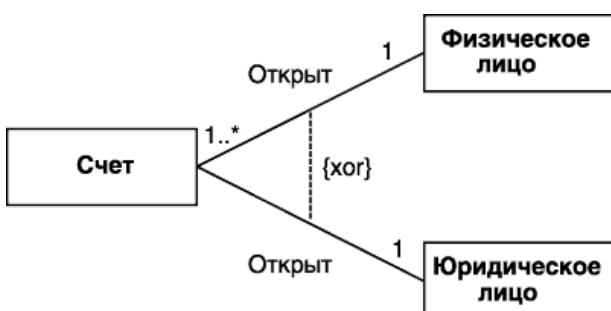 Физическое
лицо
1
Открыт
1..*
Счет
{xor}
1
Открыт
Юридическое
лицо